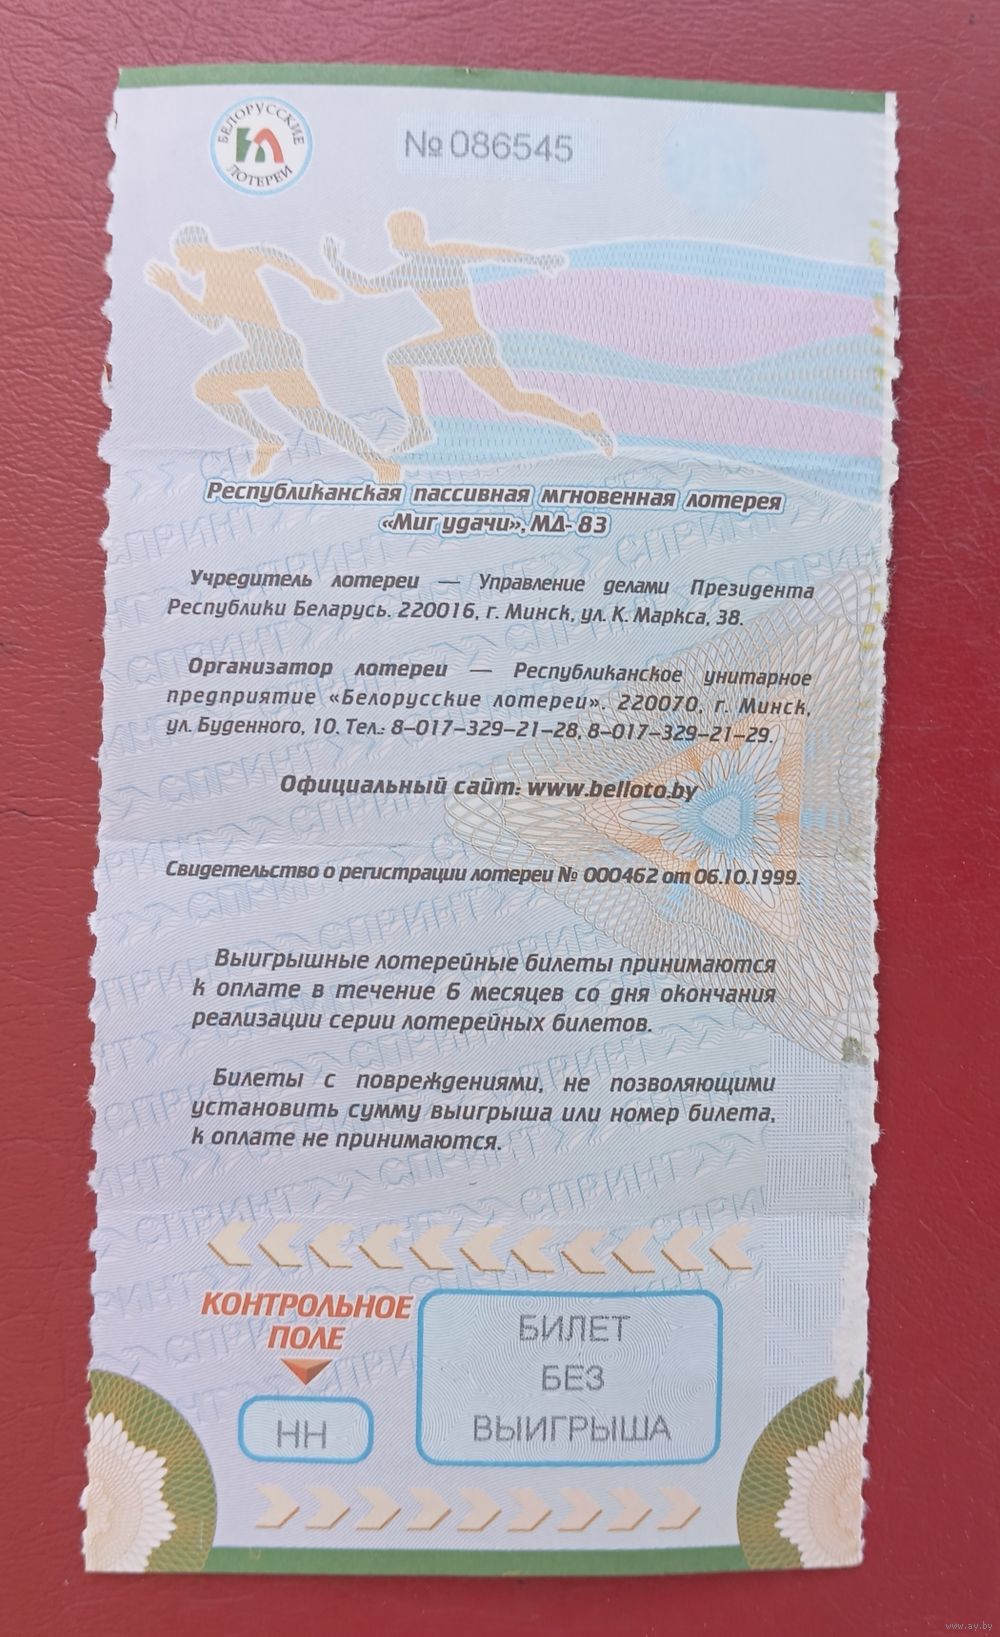 БЕЛОРУССКИЕ
ЛОТЕРЕИ
№ 086545
Республиканская пассивная мгновенная лотерея
«Миг удачи», МД-83
Учредитель лотереи — Управление делами Президента
Республики Беларусь. 220016, г. Минск, ул. К. Маркса, 38.
Организатор лотереи — Республиканское унитарное
предприятие «Белорусские лотереи». 220070, г. Минск,
ул. Буденного, 10. Тел.: 8-017-329-21-28, 8-017-329-21-29.
Официальный сайт: www.belloto.by
Свидетельство о регистрации лотереи № 000462 от 06.10.1999.
Выигрышные лотерейные билеты принимаются
к оплате в течение 6 месяцев со дня окончания
реализации серии лотерейных билетов.
Билеты с повреждениями, не позволяющими
установить сумму выигрыша или номер билета,
к оплате не принимаются.
КОНТРОЛЬНОЕ
ПОЛЕ
НН
БИЛЕТ
БЕЗ
ВЫИГРЫША
СПРИНТ
www.ay.by